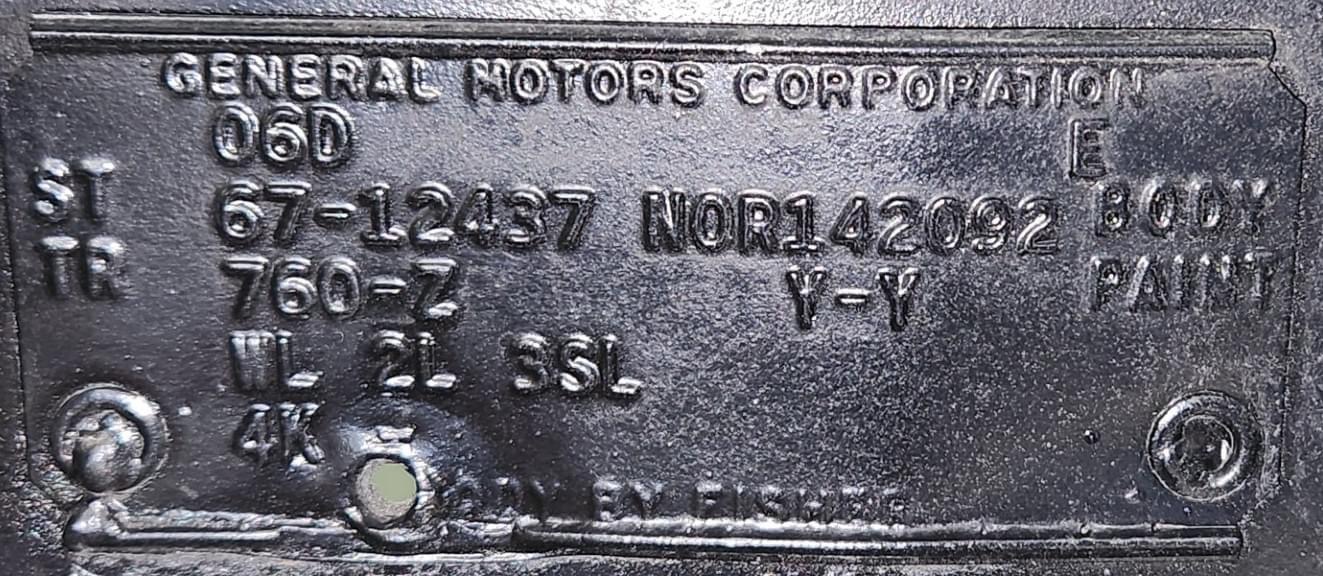 GENERAL MOTORS CORPORATION
06D E
ST 67-12437 NOR142092 BODY
TR 760-Z Y-Y PAINT
WL 2L 3SL
4K
BY FISHER